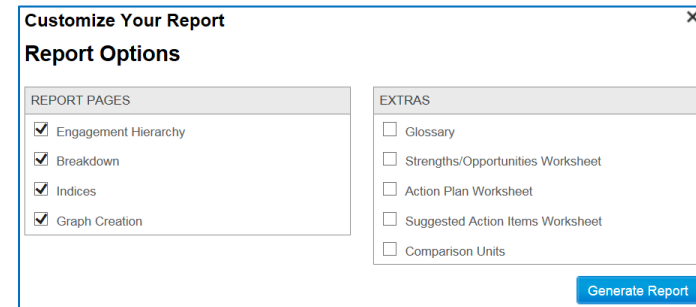 Customize Your Report
Report Options
REPORT PAGES
Engagement Hierarchy
Breakdown
Indices
Graph Creation
EXTRAS
Glossary
Strengths/Opportunities Worksheet
Action Plan Worksheet
Suggested Action Items Worksheet
Comparison Units
Generate Report